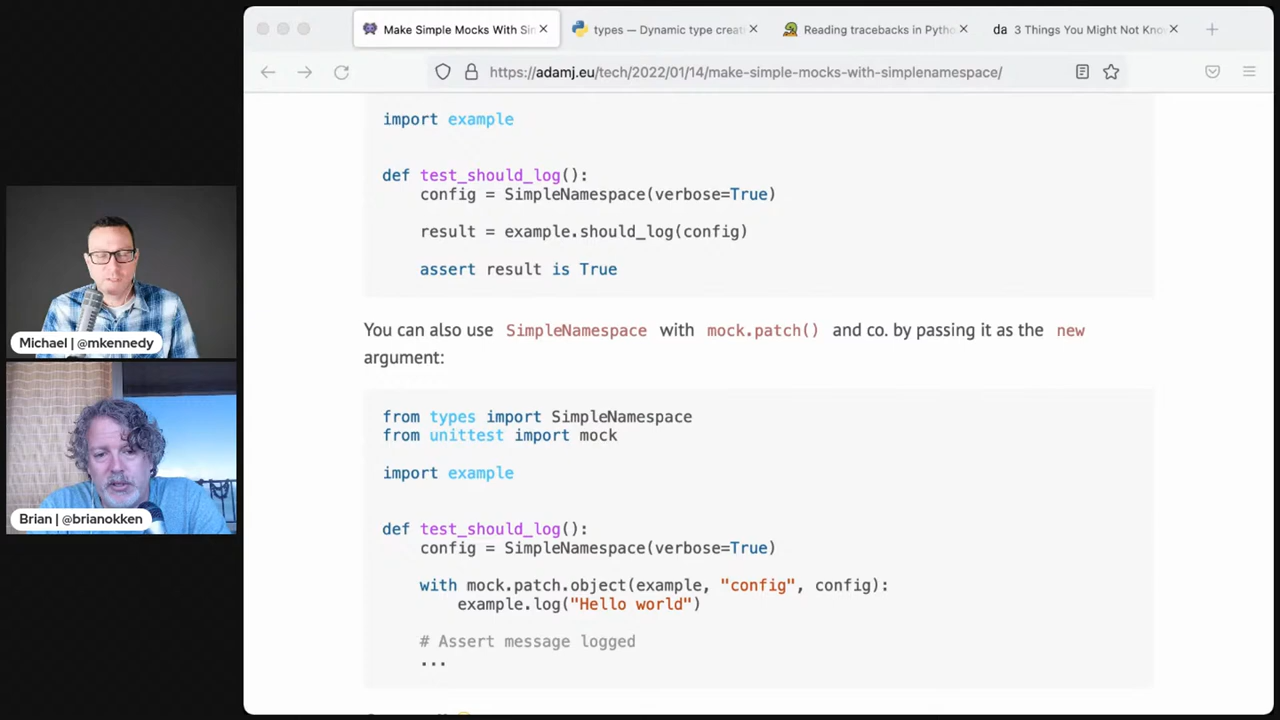 Make Simple Mocks With Sin
types — Dynamic type creat
Reading tracebacks in Pytho
da 3 Things You Might Not Kno
https://adamj.eu/tech/2022/01/14/make-simple-mocks-with-simplenamespace/
import example
def test_should_log():
config = SimpleNamespace(verbose=True)
result = example.should_log(config)
assert result is True
You can also use SimpleNamespace with mock.patch() and co. by passing it as the new
argument:
from types import SimpleNamespace
from unittest import mock
import example
def test_should_log():
config = SimpleNamespace(verbose=True)
with mock.patch.object(example, "config", config):
example.log("Hello world")
# Assert message logged
...
Michael | @mkennedy
Brian | @brianokken